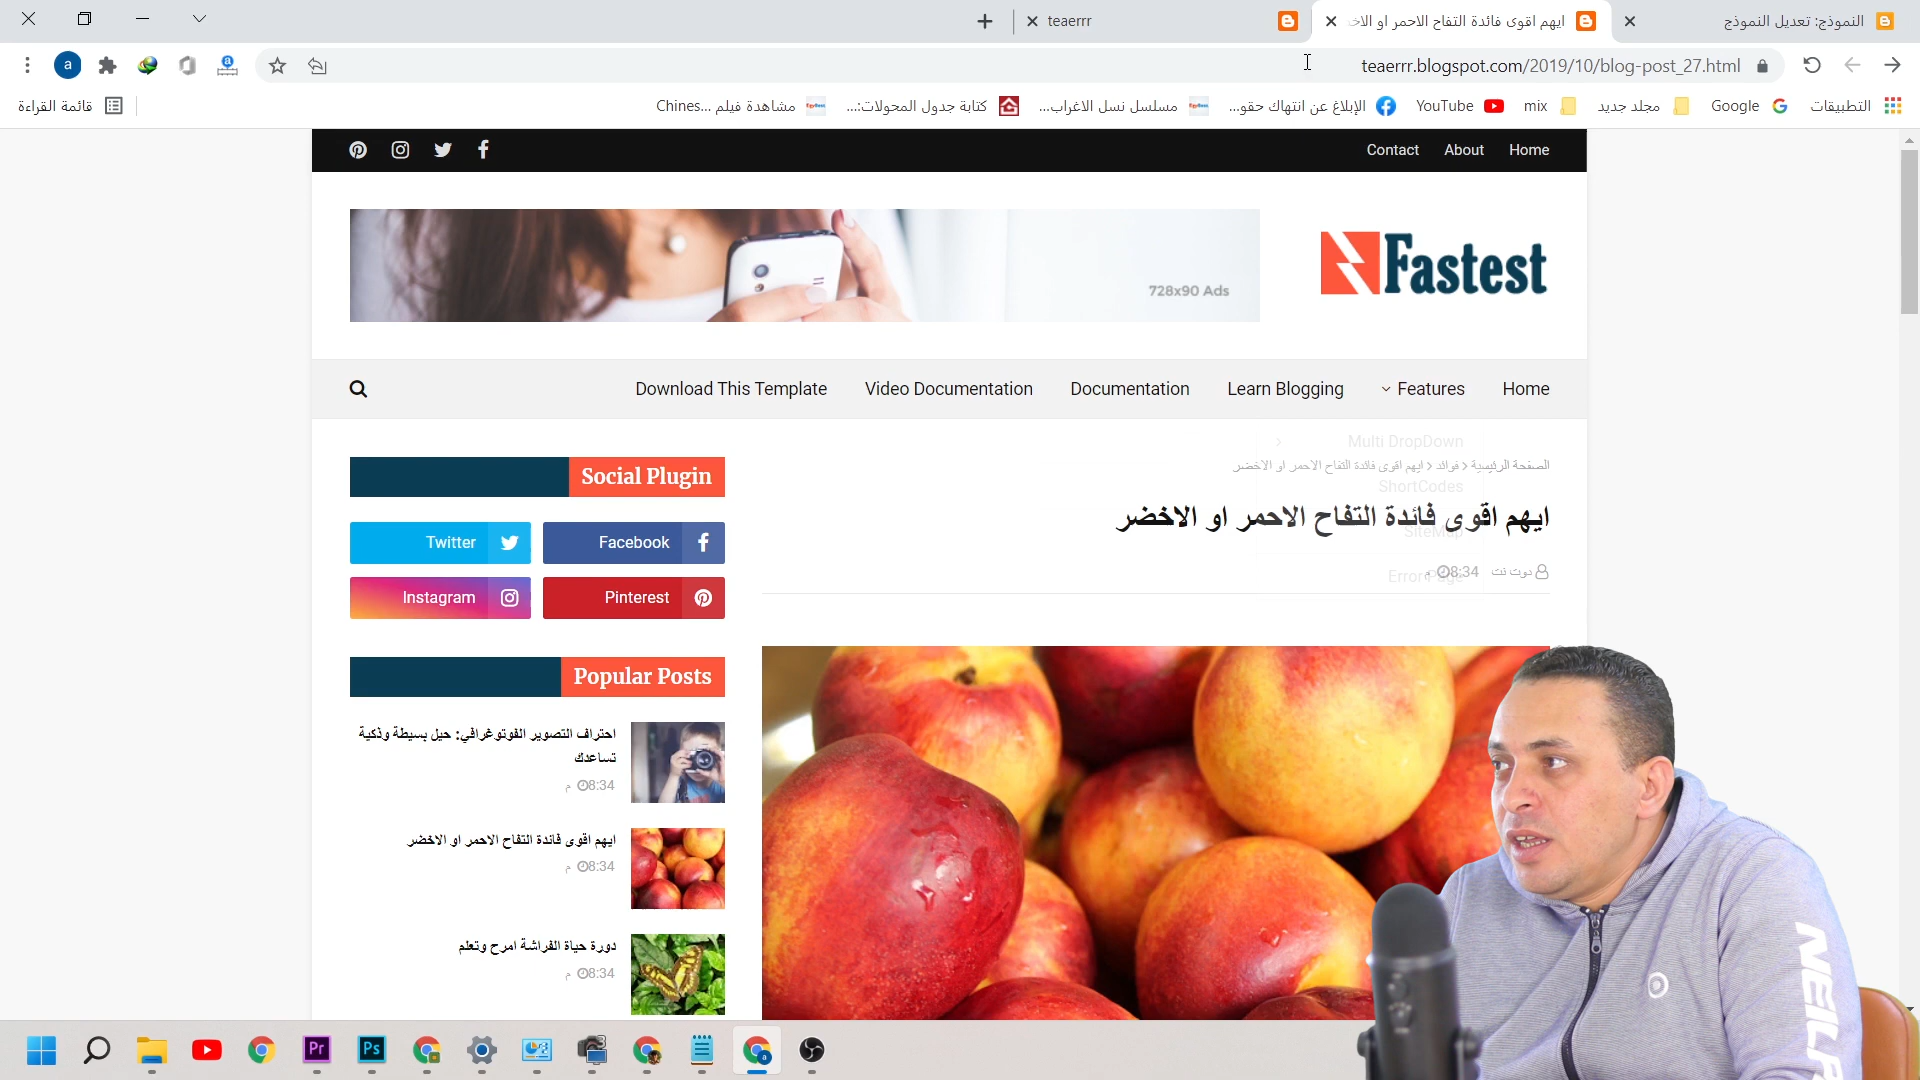 النموذج: تعديل النموذج
ايهم اقوى فائدة التفاح الاحمر او الاخ
teaerrr
teaerrr.blogspot.com/2019/10/blog-post_27.html
a
التطبيقات
Google
مجلد جديد
mix
YouTube
الإبلاغ عن انتهاك حقو...
مسلسل نسل الاغراب...
كتابة جدول المحولات:...
مشاهدة فيلم Chines...
قائمة القراءة
Home
About
Contact
Fastest
728x90 Ads
Home
Features
Learn Blogging
Documentation
Video Documentation
Download This Template
Multi DropDown
ShortCodes
SiteMap
Error Page
الصفحة الرئيسية › فوائد › ايهم اقوى فائدة التفاح الاحمر او الاخضر
ايهم اقوى فائدة التفاح الاحمر او الاخضر
دوت نت
8:34 م
Social Plugin
Facebook
Twitter
Pinterest
Instagram
Popular Posts
احتراف التصوير الفوتوغرافي: حيل بسيطة وذكية
تساعدك
8:34 م
ايهم اقوى فائدة التفاح الاحمر او الاخضر
8:34 م
دورة حياة الفراشة امرح وتعلم
8:34 م
Pr
Ps
a